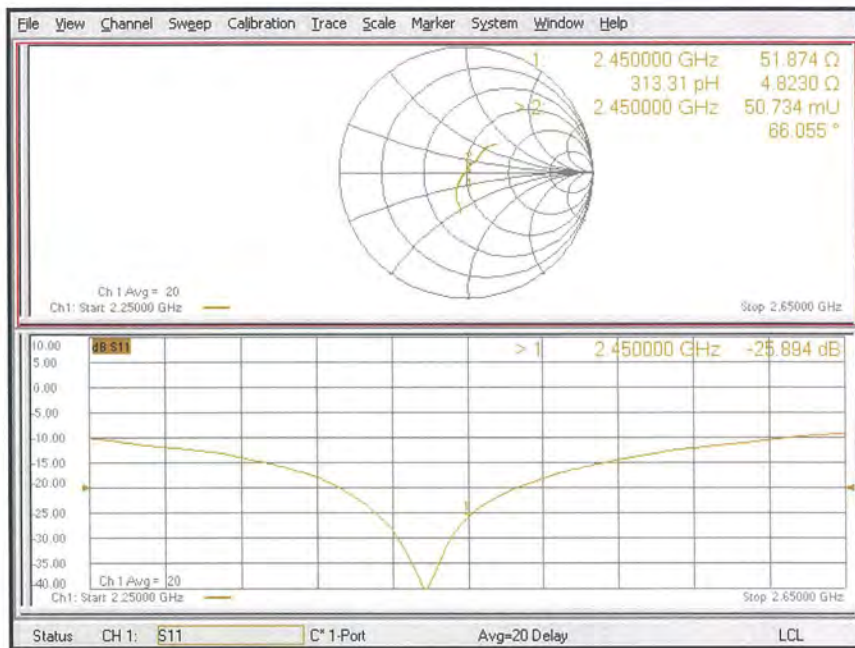 File View Channel Sweep Calibration Trace Scale Marker System Window Help
1 2.450000 GHz 51.874 Ω
313.31 pH 4.8230 Ω
> 2 2.450000 GHz 50.734 mU
66.055 °
Ch 1 Avg = 20
Ch1: Start 2.25000 GHz
Stop 2.65000 GHz
10.00
dB S11
> 1 2.450000 GHz -25.894 dB
5.00
0.00
-5.00
-10.00
-15.00
-20.00
-25.00
1
-30.00
-35.00
-40.00
Ch 1 Avg = 20
Ch1: Start 2.25000 GHz
Stop 2.65000 GHz
Status CH 1: S11 C* 1-Port Avg=20 Delay LCL